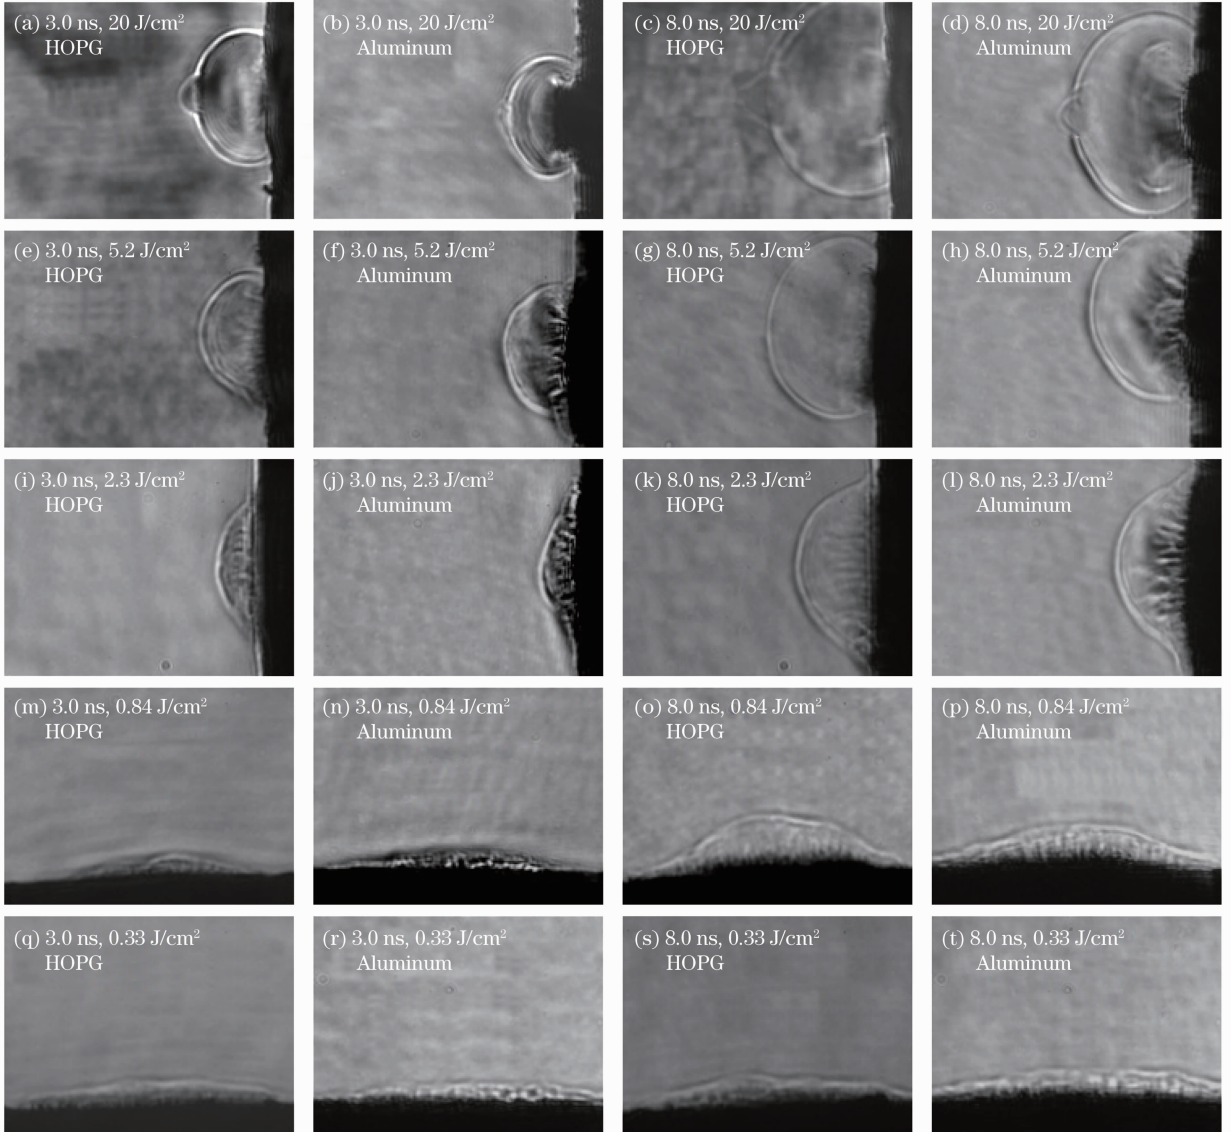 (a) 3.0 ns, 20 J/cm²
HOPG
(b) 3.0 ns, 20 J/cm²
Aluminum
(c) 8.0 ns, 20 J/cm²
HOPG
(d) 8.0 ns, 20 J/cm²
Aluminum
(e) 3.0 ns, 5.2 J/cm²
HOPG
(f) 3.0 ns, 5.2 J/cm²
Aluminum
(g) 8.0 ns, 5.2 J/cm²
HOPG
(h) 8.0 ns, 5.2 J/cm²
Aluminum
(i) 3.0 ns, 2.3 J/cm²
HOPG
(j) 3.0 ns, 2.3 J/cm²
Aluminum
(k) 8.0 ns, 2.3 J/cm²
HOPG
(l) 8.0 ns, 2.3 J/cm²
Aluminum
(m) 3.0 ns, 0.84 J/cm²
HOPG
(n) 3.0 ns, 0.84 J/cm²
Aluminum
(o) 8.0 ns, 0.84 J/cm²
HOPG
(p) 8.0 ns, 0.84 J/cm²
Aluminum
(q) 3.0 ns, 0.33 J/cm²
HOPG
(r) 3.0 ns, 0.33 J/cm²
Aluminum
(s) 8.0 ns, 0.33 J/cm²
HOPG
(t) 8.0 ns, 0.33 J/cm²
Aluminum